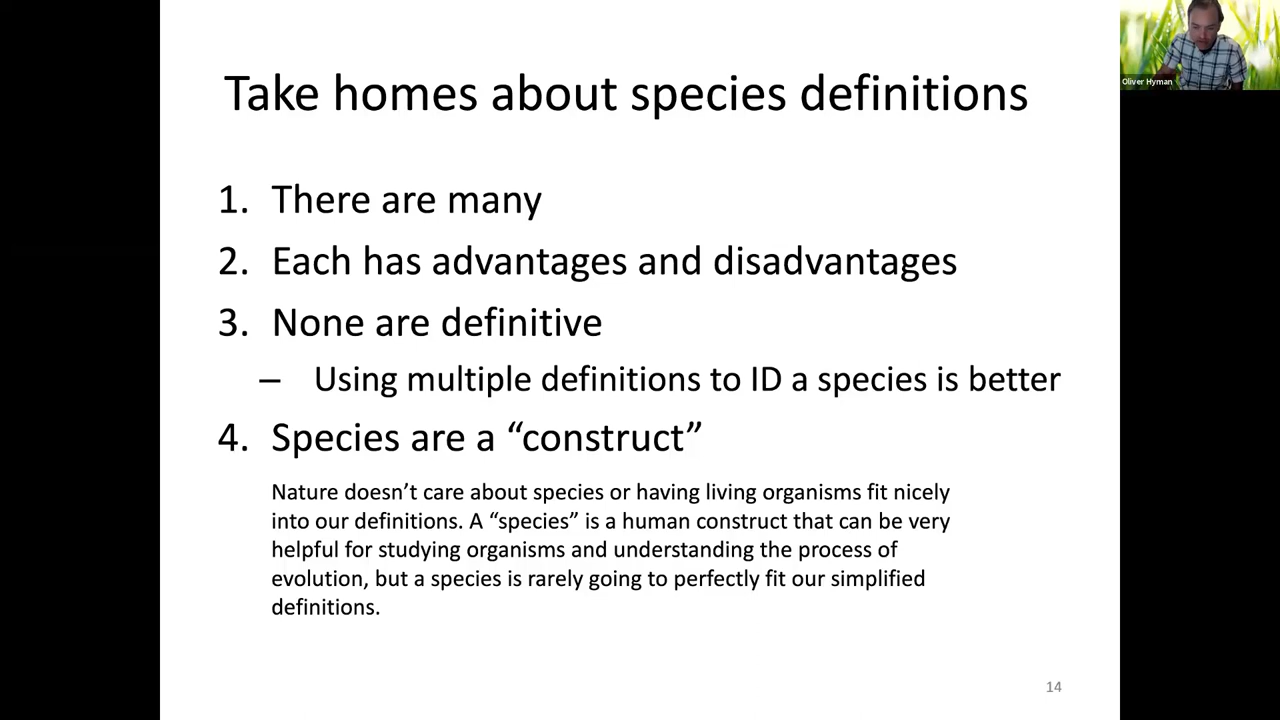 Oliver Hyman
Take homes about species definitions
1. There are many
2. Each has advantages and disadvantages
3. None are definitive
– Using multiple definitions to ID a species is better
4. Species are a “construct”
Nature doesn’t care about species or having living organisms fit nicely
into our definitions. A “species” is a human construct that can be very
helpful for studying organisms and understanding the process of
evolution, but a species is rarely going to perfectly fit our simplified
definitions.
14